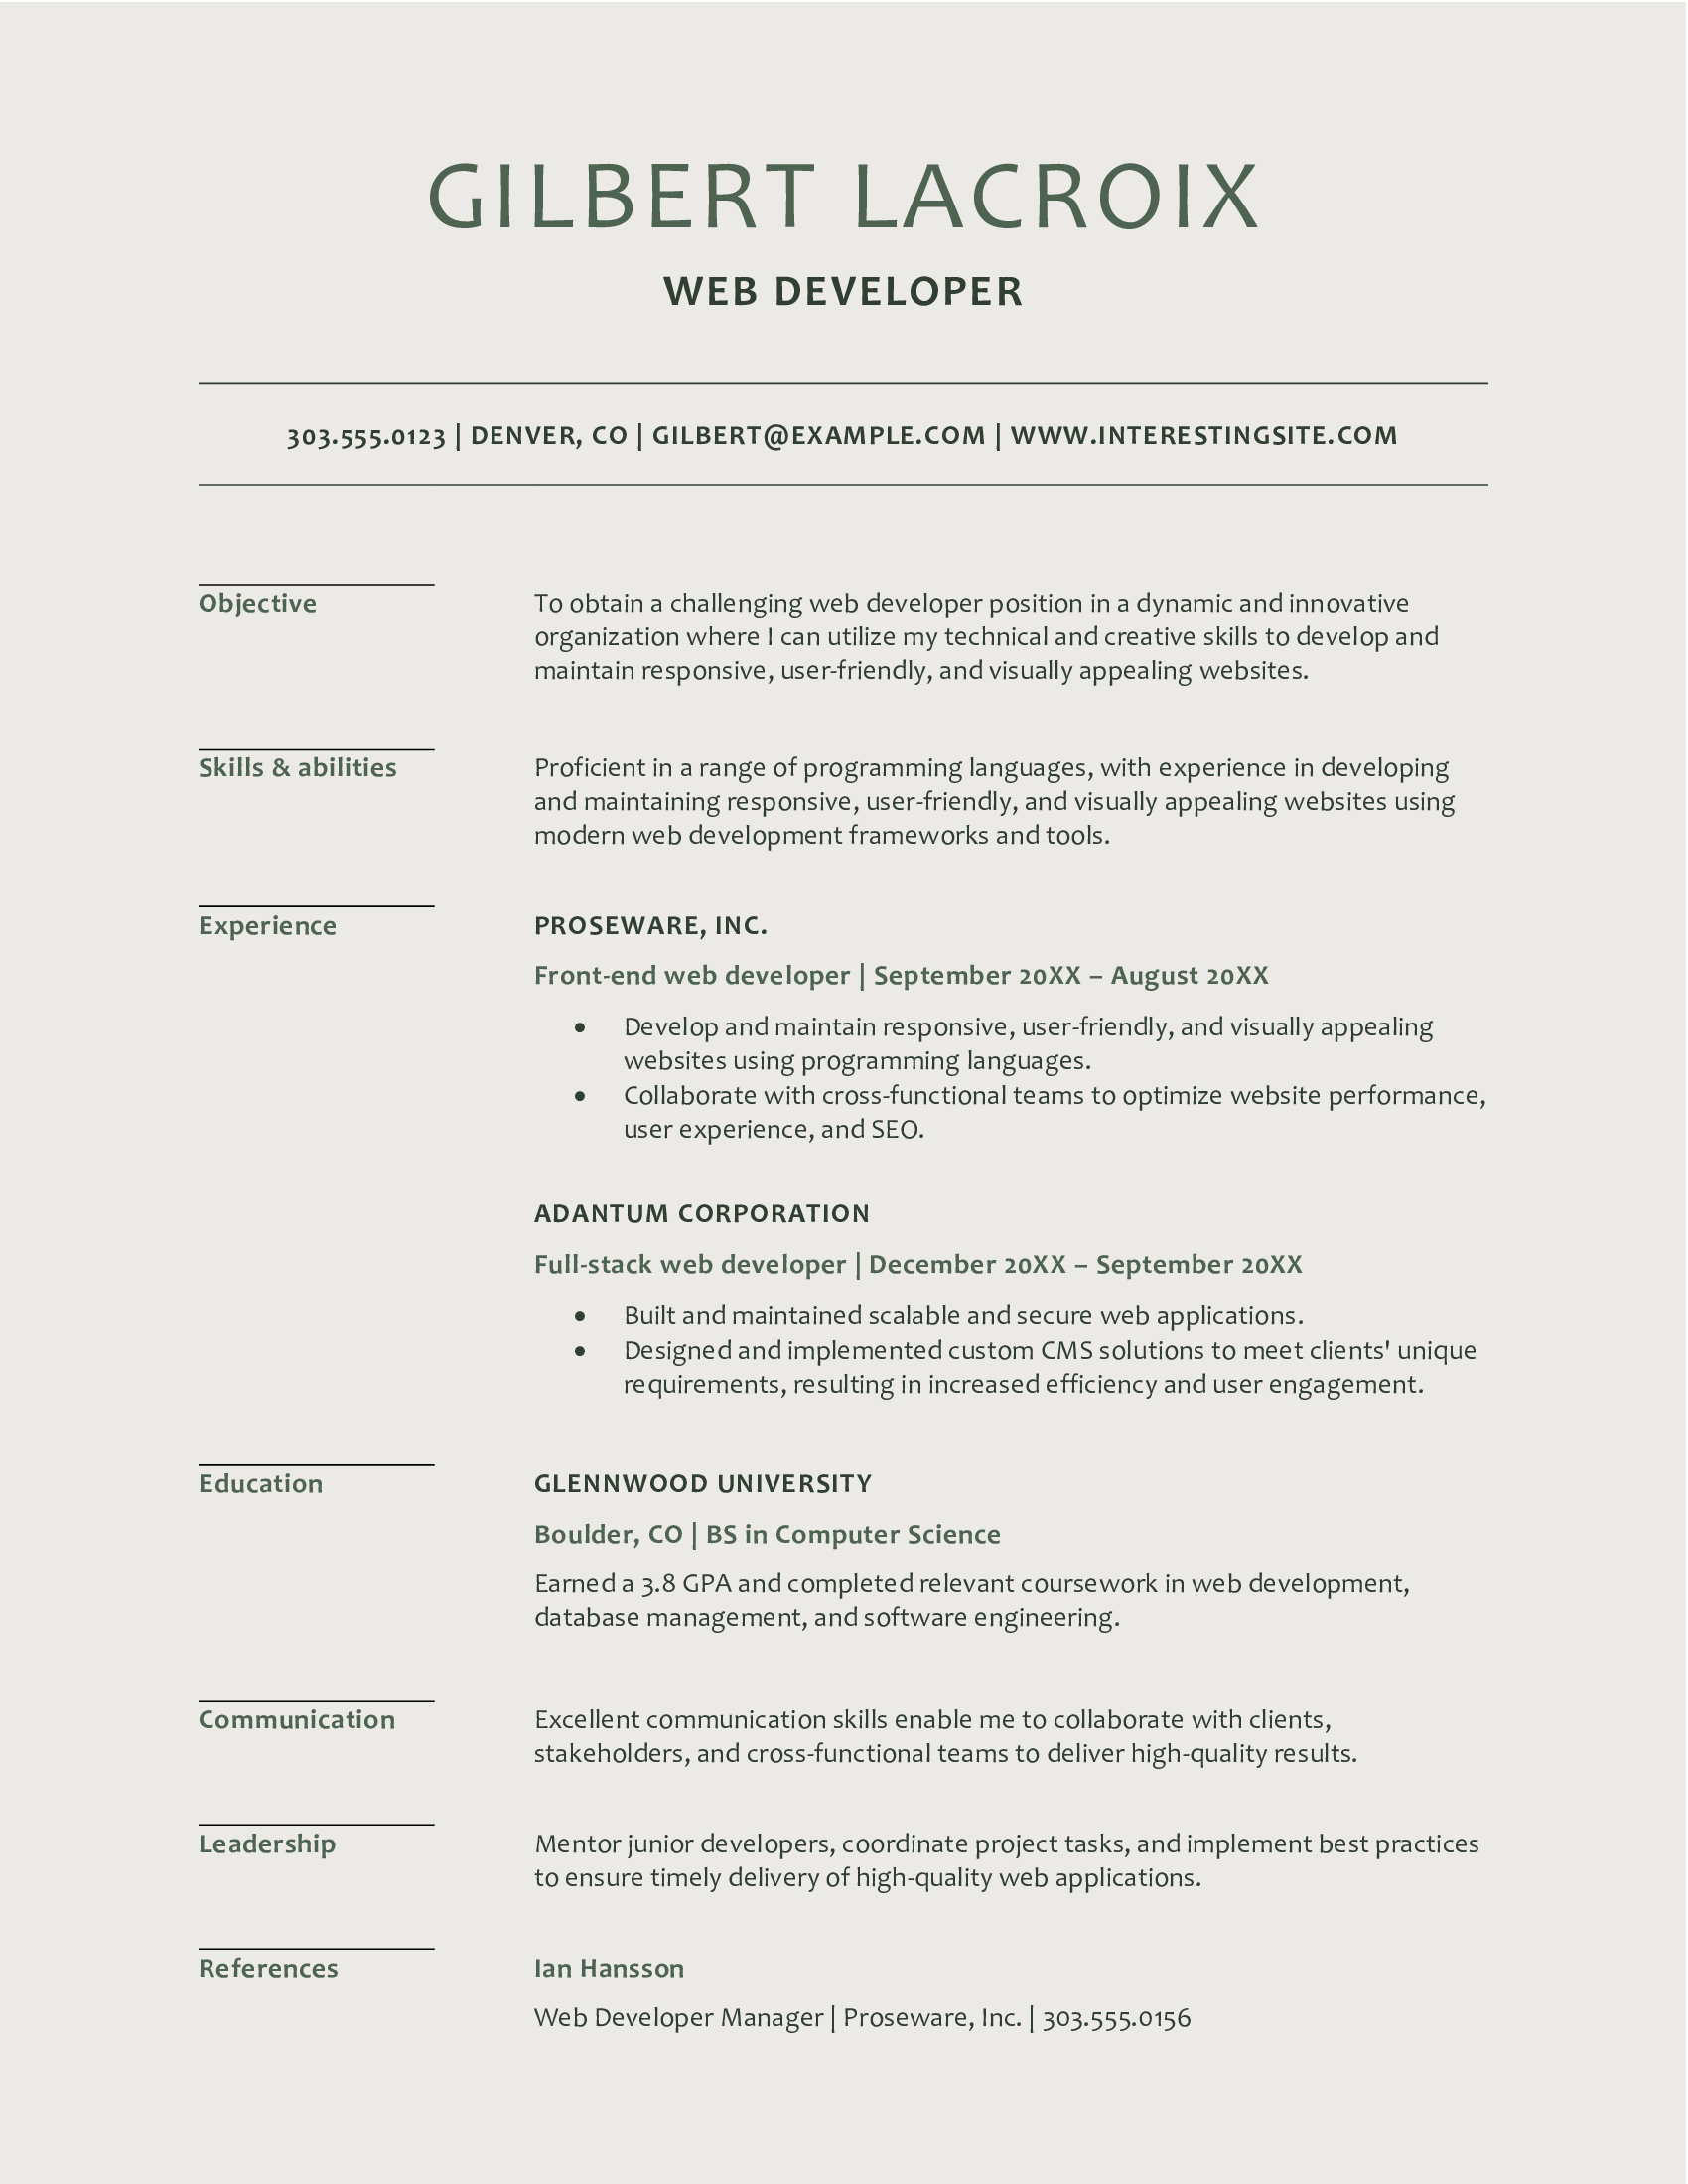 GILBERT LACROIX
WEB DEVELOPER
303.555.0123 | DENVER, CO | GILBERT@EXAMPLE.COM | WWW.INTERESTINGSITE.COM
Objective
To obtain a challenging web developer position in a dynamic and innovative
organization where I can utilize my technical and creative skills to develop and
maintain responsive, user-friendly, and visually appealing websites.
Skills & abilities
Proficient in a range of programming languages, with experience in developing
and maintaining responsive, user-friendly, and visually appealing websites using
modern web development frameworks and tools.
Experience
PROSEWARE, INC.
Front-end web developer | September 20XX – August 20XX
• Develop and maintain responsive, user-friendly, and visually appealing
websites using programming languages.
• Collaborate with cross-functional teams to optimize website performance,
user experience, and SEO.
ADANTUM CORPORATION
Full-stack web developer | December 20XX – September 20XX
• Built and maintained scalable and secure web applications.
• Designed and implemented custom CMS solutions to meet clients' unique
requirements, resulting in increased efficiency and user engagement.
Education
GLENNWOOD UNIVERSITY
Boulder, CO | BS in Computer Science
Earned a 3.8 GPA and completed relevant coursework in web development,
database management, and software engineering.
Communication
Excellent communication skills enable me to collaborate with clients,
stakeholders, and cross-functional teams to deliver high-quality results.
Leadership
Mentor junior developers, coordinate project tasks, and implement best practices
to ensure timely delivery of high-quality web applications.
References
Ian Hansson
Web Developer Manager | Proseware, Inc. | 303.555.0156